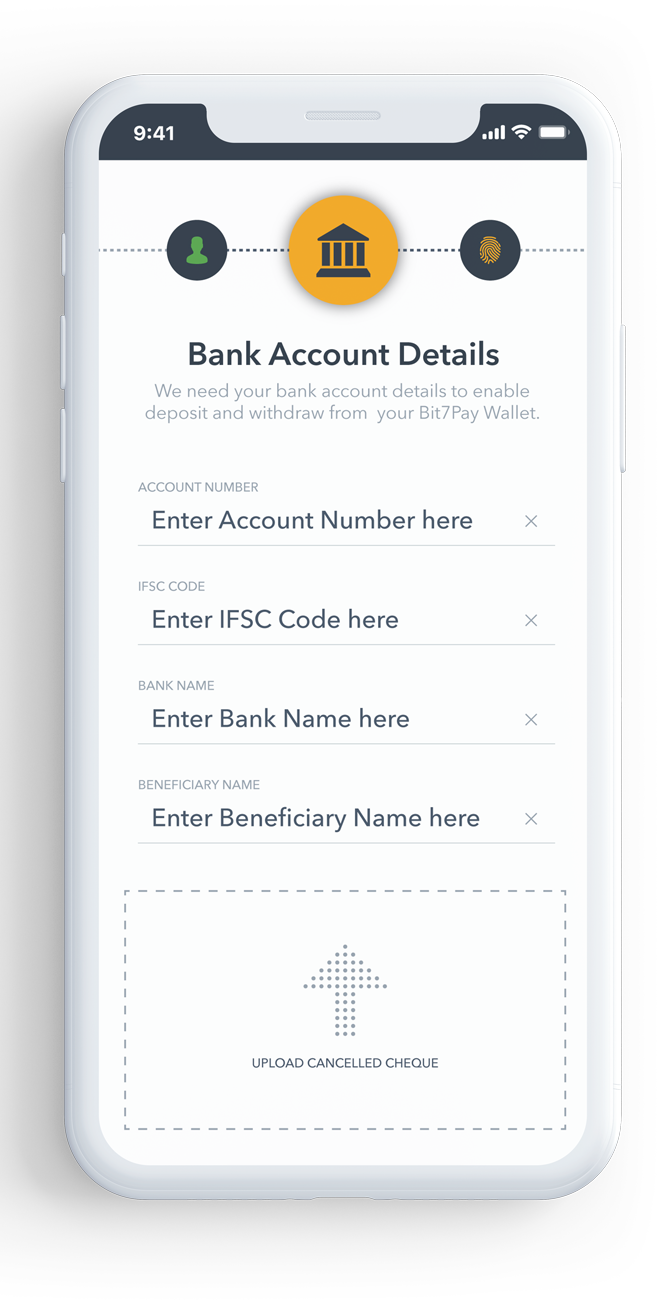 9:41
Bank Account Details
We need your bank account details to enable
deposit and withdraw from  your Bit7Pay Wallet.
ACCOUNT NUMBER
Enter Account Number here
IFSC CODE
Enter IFSC Code here
BANK NAME
Enter Bank Name here
BENEFICIARY NAME
Enter Beneficiary Name here
UPLOAD CANCELLED CHEQUE